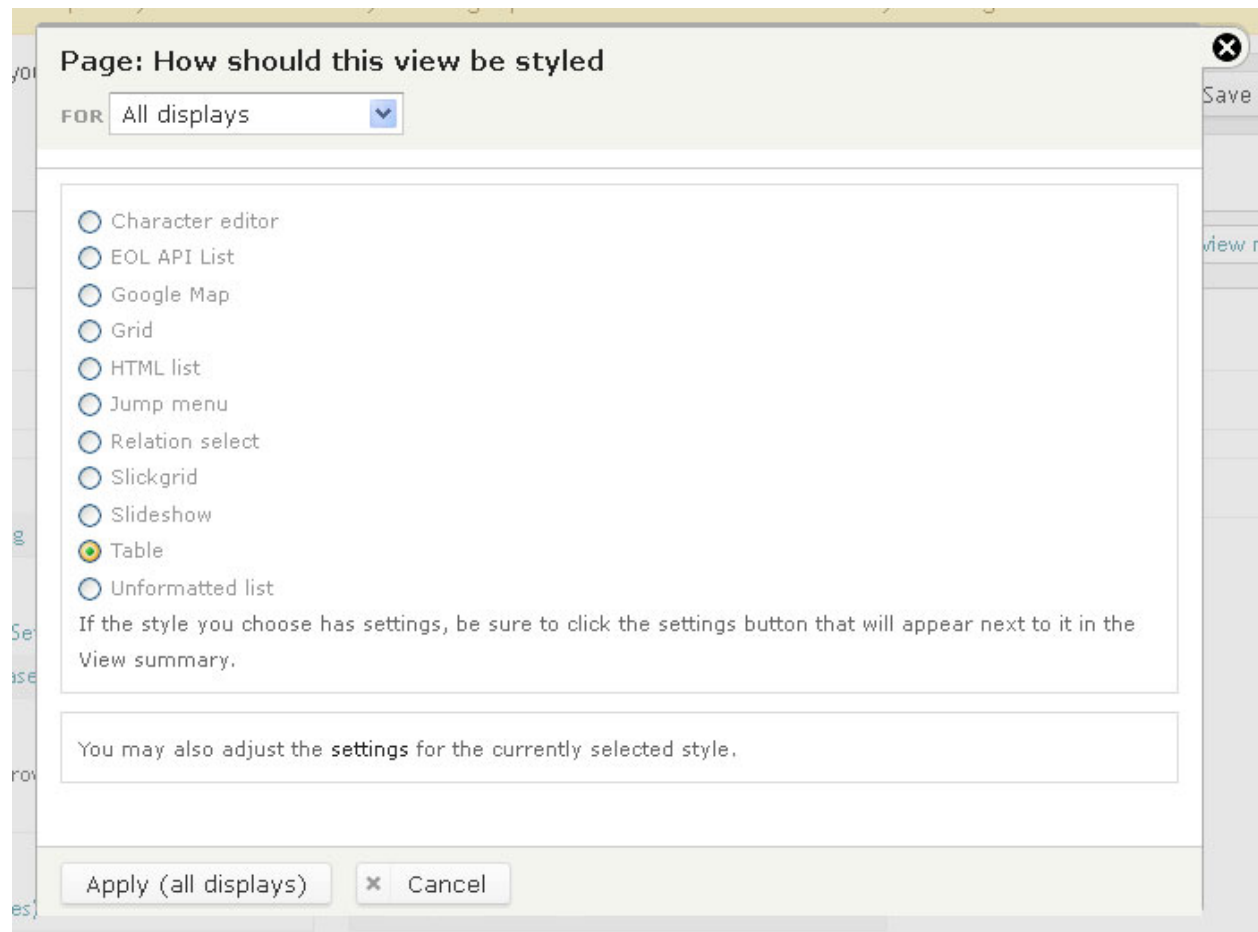 Page: How should this view be styled
FOR All displays
Save
Character editor
EOL API List
Google Map
Grid
HTML list
Jump menu
Relation select
Slickgrid
Slideshow
Table
Unformatted list
If the style you choose has settings, be sure to click the settings button that will appear next to it in the
View summary.
You may also adjust the settings for the currently selected style.
Apply (all displays)
Cancel
view